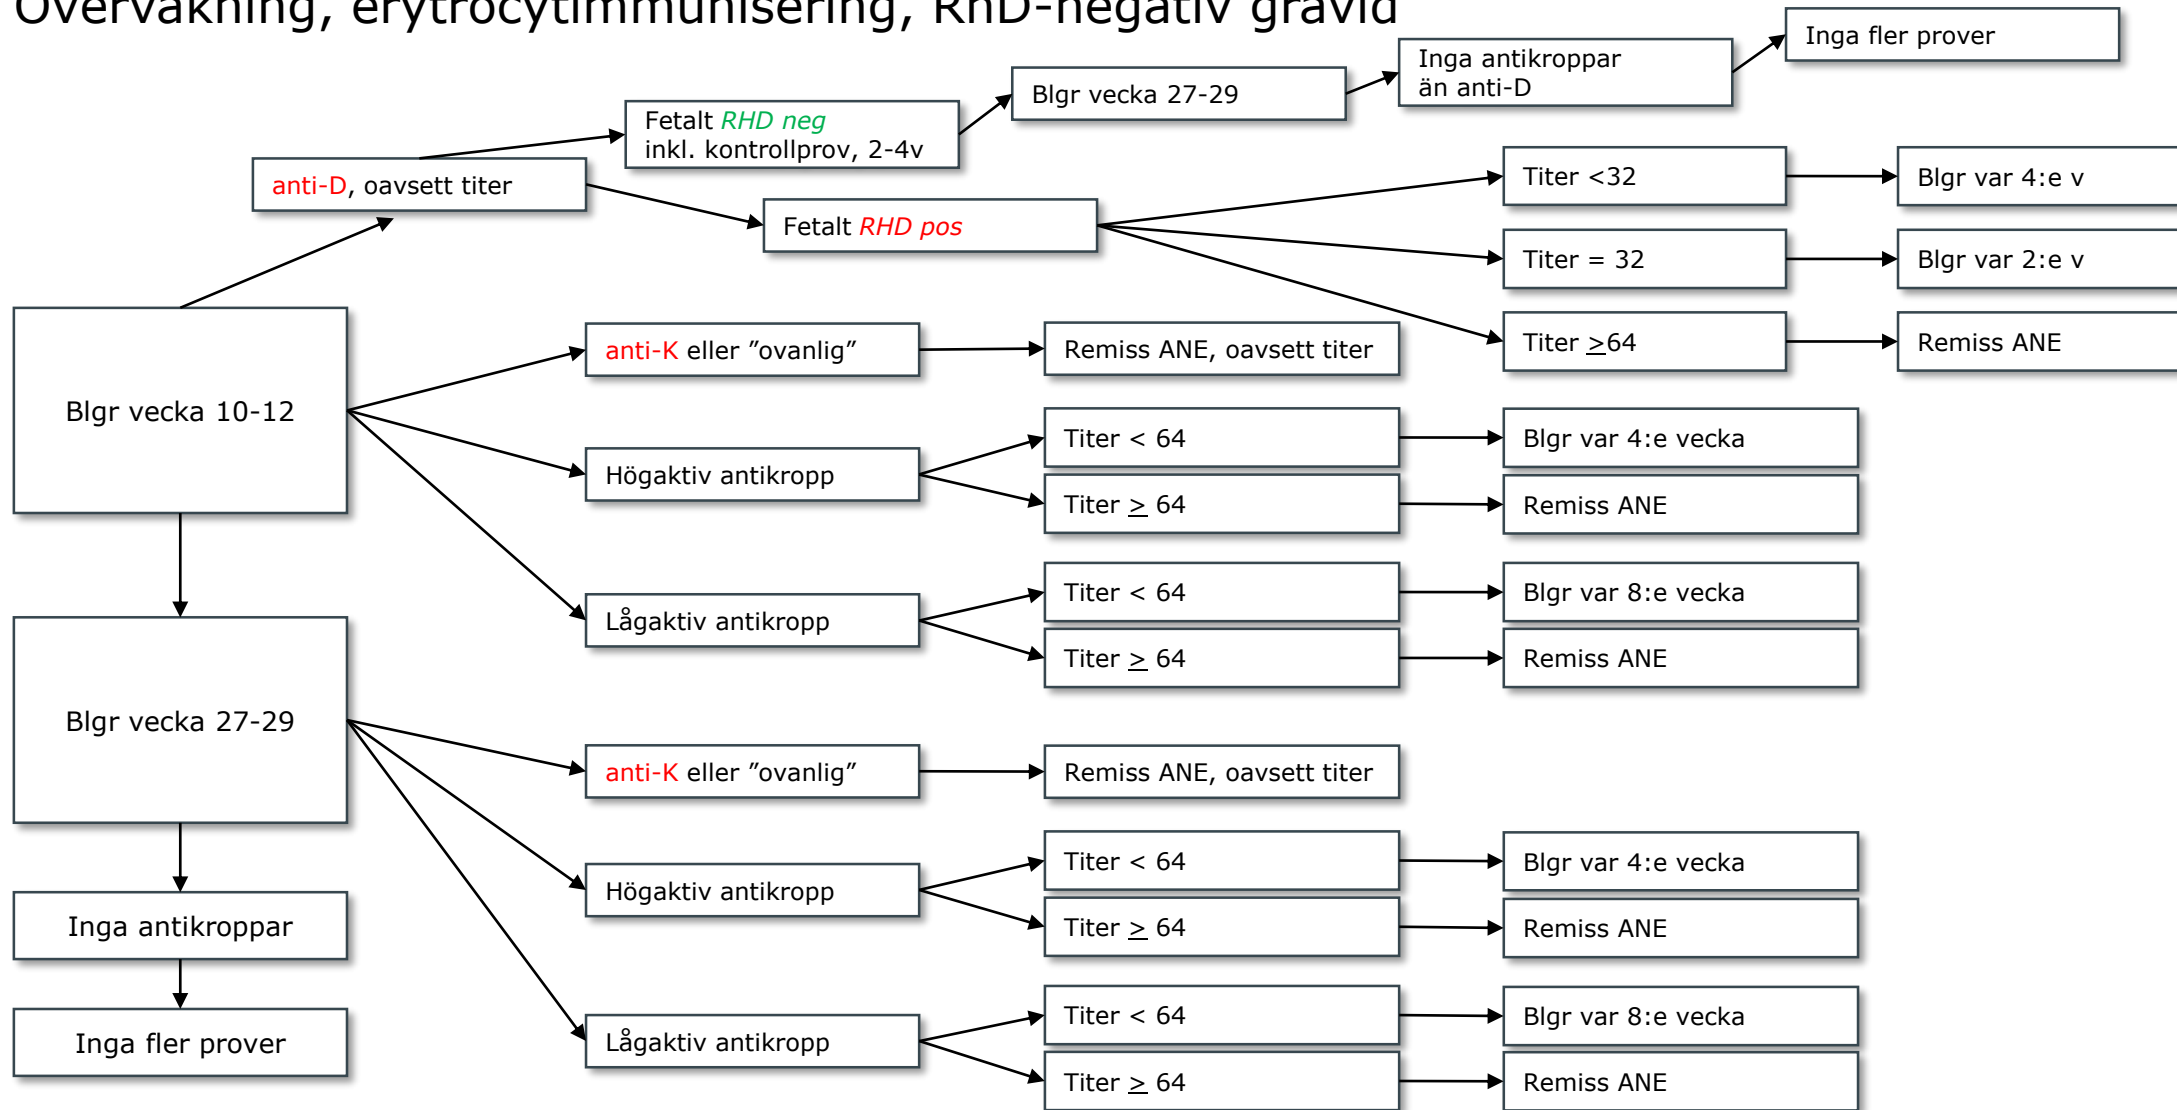 Övervakning, erytrocytimmunisering, RhD-negativ gravid
Inga fler prover
Inga antikroppar
än anti-D
Blgr vecka 27-29
Fetalt RHD neg
inkl. kontrollprov, 2-4v
anti-D, oavsett titer
Fetalt RHD pos
Titer <32
Blgr var 4:e v
Titer = 32
Blgr var 2:e v
Titer ≥64
Remiss ANE
Blgr vecka 10-12
anti-K eller ”ovanlig”
Remiss ANE, oavsett titer
Högaktiv antikropp
Titer < 64
Blgr var 4:e vecka
Titer ≥ 64
Remiss ANE
Lågaktiv antikropp
Titer < 64
Blgr var 8:e vecka
Titer ≥ 64
Remiss ANE
Blgr vecka 27-29
anti-K eller ”ovanlig”
Remiss ANE, oavsett titer
Högaktiv antikropp
Titer < 64
Blgr var 4:e vecka
Titer ≥ 64
Remiss ANE
Lågaktiv antikropp
Titer < 64
Blgr var 8:e vecka
Titer ≥ 64
Remiss ANE
Inga antikroppar
Inga fler prover